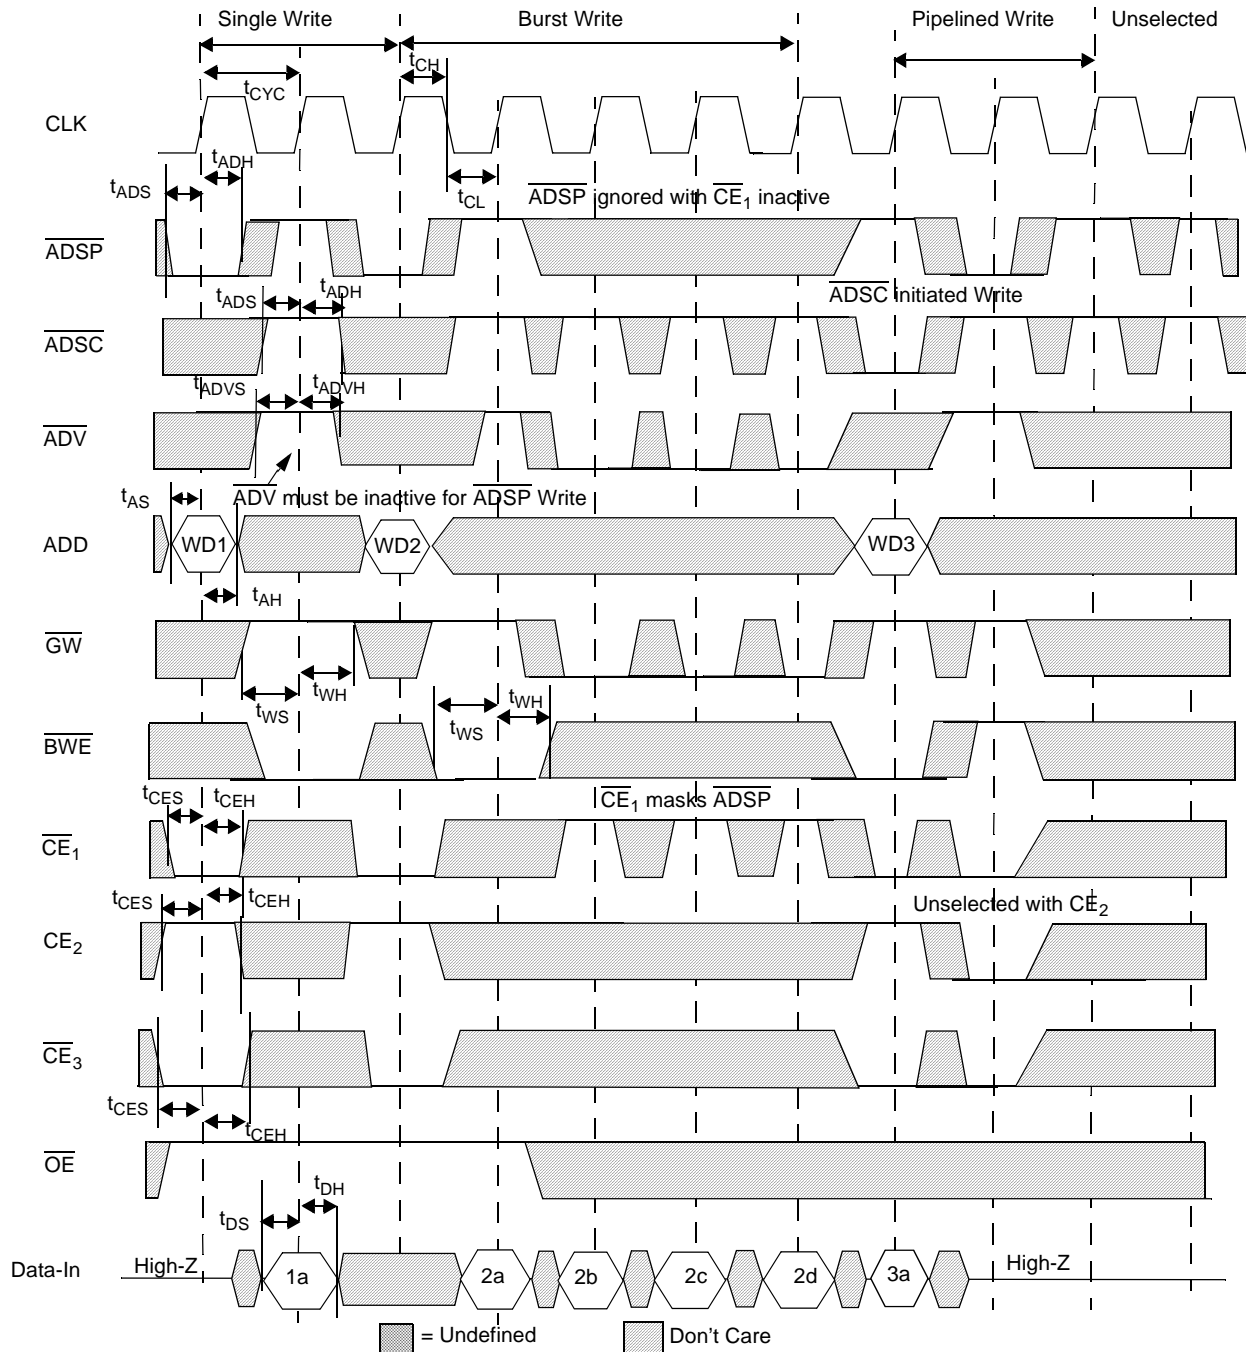 Single Write Burst Write Pipelined Write Unselected
tCH
tCYC
CLK
tADH
tADS
tCL
ADSP ignored with CE1 inactive
ADSP
tADS tADH
ADSC initiated Write
ADSC
tADVS tADVH
ADV
ADV must be inactive for ADSP Write
tAS
ADD WD1 WD2 WD3
tAH
GW
tWS tWH
tWS tWH
BWE
tCES tCEH
CE1 masks ADSP
CE1
tCES tCEH
Unselected with CE2
CE2
CE3
tCES tCEH
OE
tDH
tDS
Data-In High-Z 1a 2a 2b 2c 2d 3a High-Z
= Undefined Don't Care